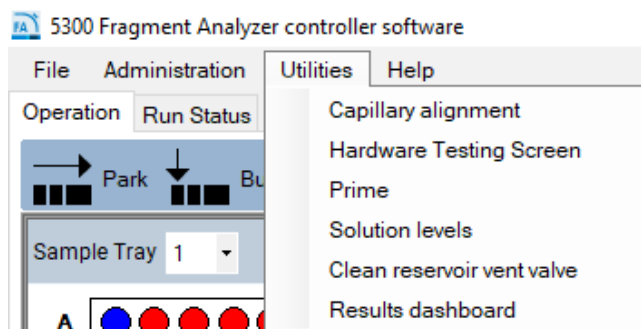 FA 5300 Fragment Analyzer controller software
File Administration Utilities Help
Operation Run Status
Capillary alignment
Hardware Testing Screen
Park
Prime
Solution levels
Sample Tray 1
Clean reservoir vent valve
Results dashboard
A